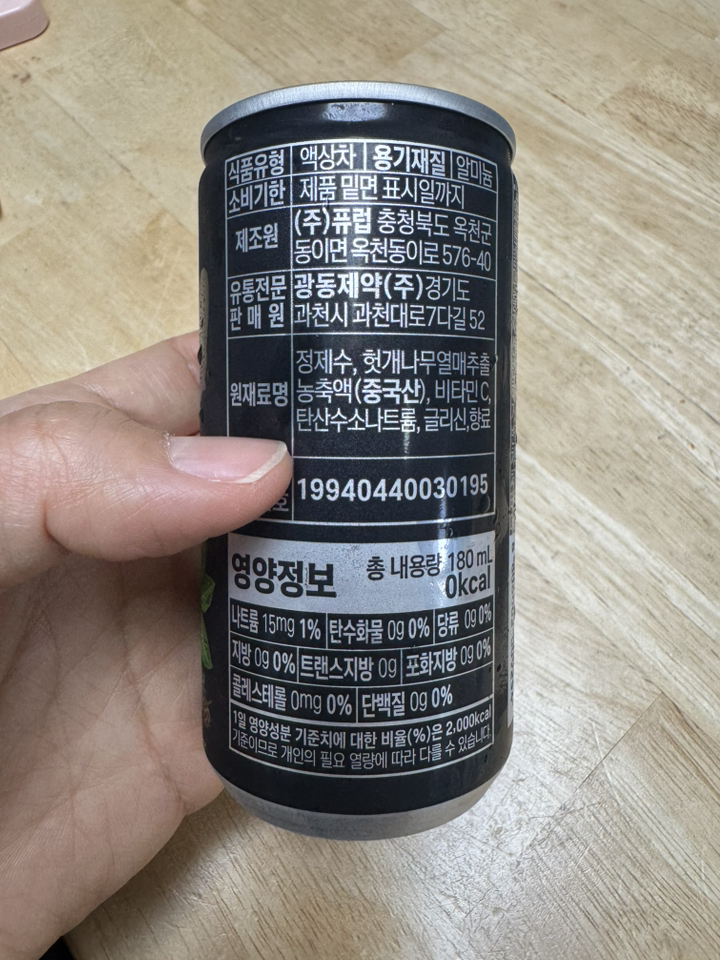 식품유형 액상차 용기재질 알미늄
소비기한 제품 밑면 표시일까지
제조원 (주)퓨럽 충청북도 옥천군
동이면 옥천동이로 576-40
유통전문 광동제약(주) 경기도
판매원 과천시 과천대로7다길 52
원재료명 정제수, 헛개나무열매추출
농축액(중국산), 비타민C,
탄산수소나트륨, 글리신, 향료
호 19940440030195
영양정보 총 내용량 180 mL
0kcal
나트륨 15mg 1% 탄수화물 0g 0% 당류 0g 0%
지방 0g 0% 트랜스지방 0g 포화지방 0g 0%
콜레스테롤 0mg 0% 단백질 0g 0%
1일 영양성분 기준치에 대한 비율(%)은 2,000kcal
기준이므로 개인의 필요 열량에 따라 다를 수 있습니다.